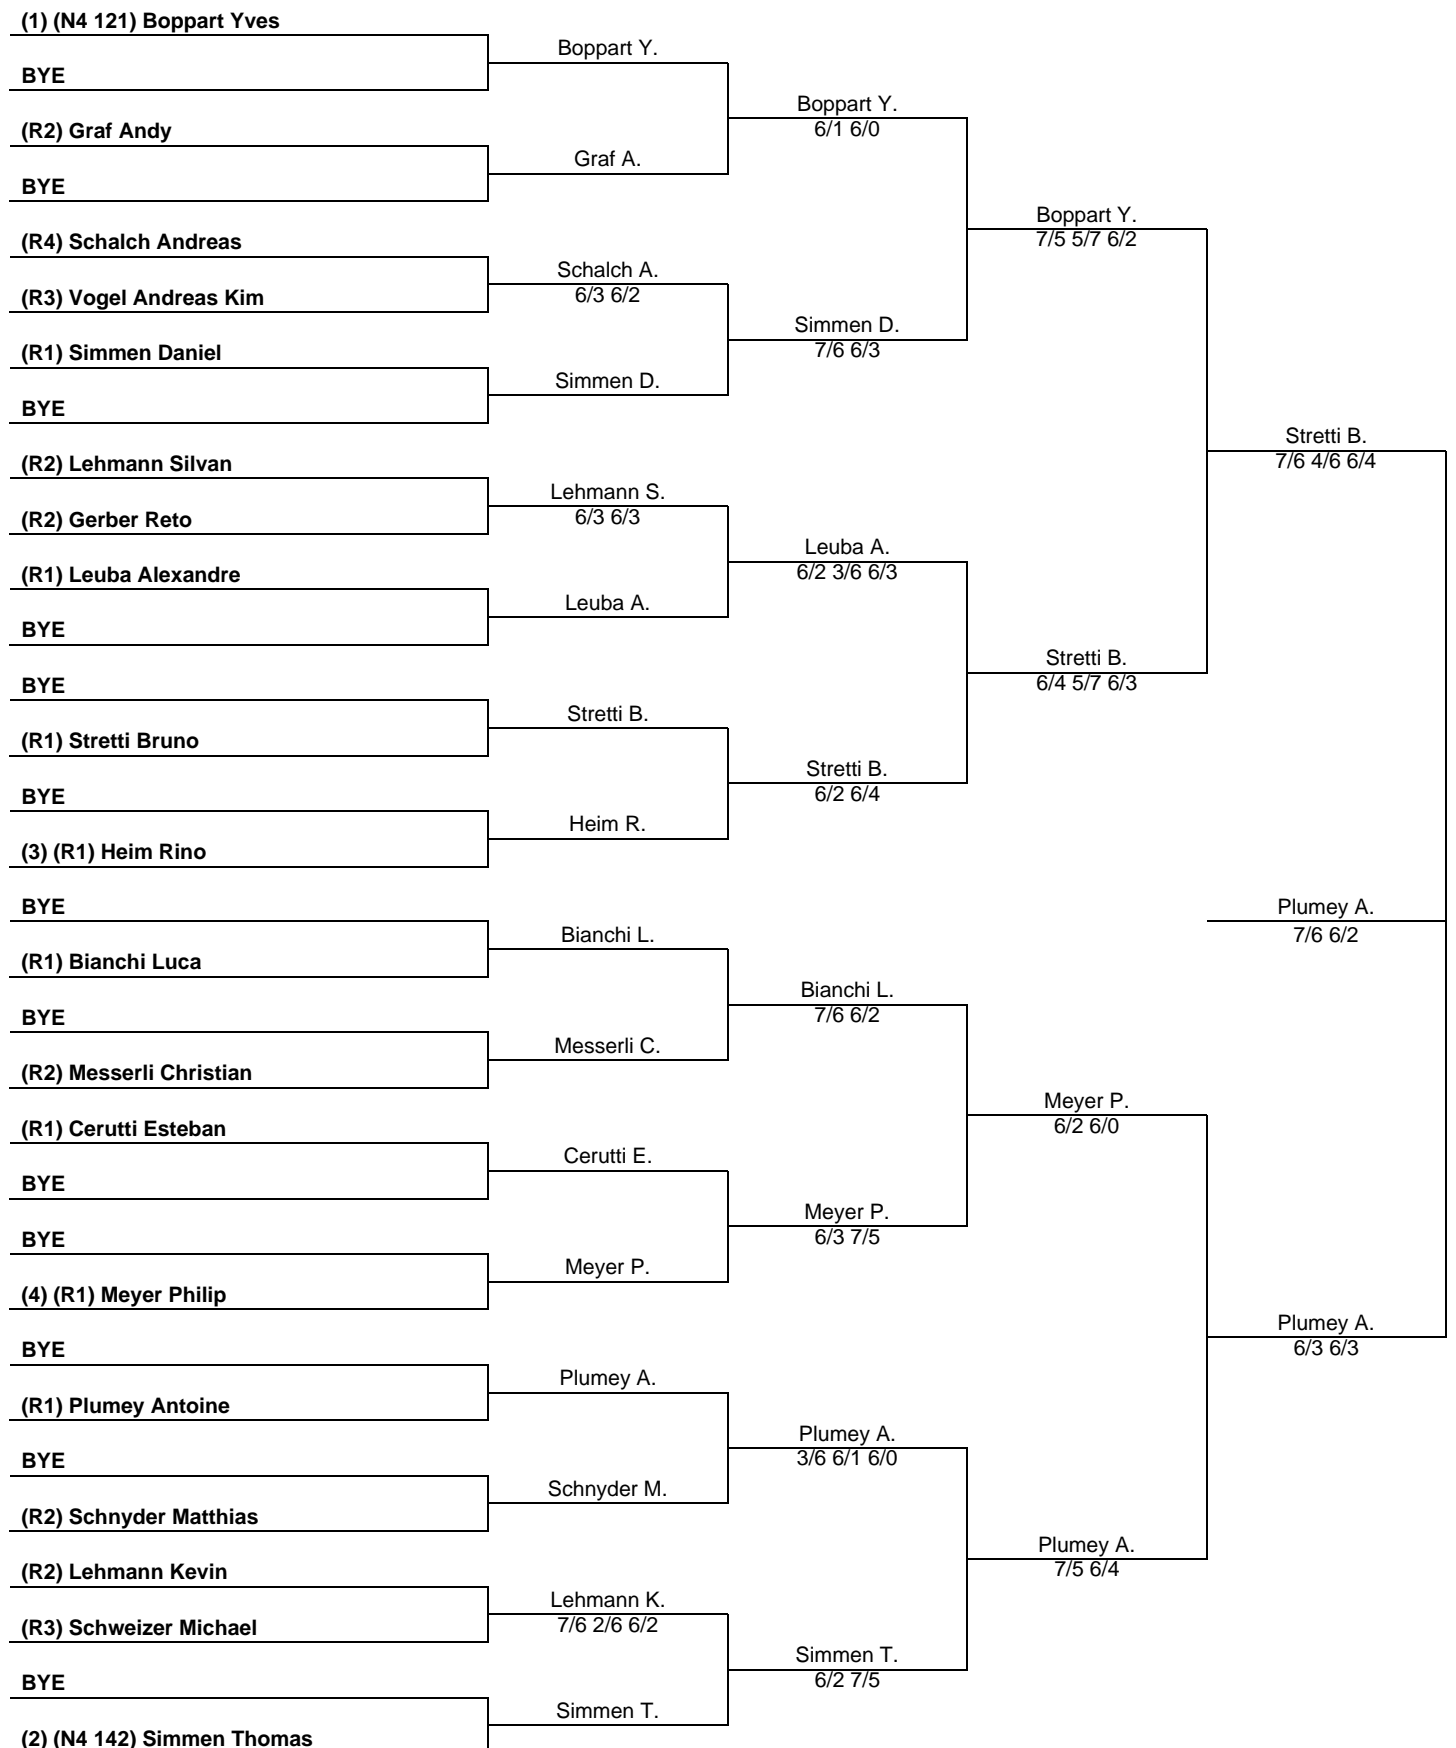 (1) (N4 121) Boppart Yves
BYE
(R2) Graf Andy
BYE
(R4) Schalch Andreas
(R3) Vogel Andreas Kim
(R1) Simmen Daniel
BYE
(R2) Lehmann Silvan
(R2) Gerber Reto
(R1) Leuba Alexandre
BYE
BYE
(R1) Stretti Bruno
BYE
(3) (R1) Heim Rino
BYE
(R1) Bianchi Luca
BYE
(R2) Messerli Christian
(R1) Cerutti Esteban
BYE
BYE
(4) (R1) Meyer Philip
BYE
(R1) Plumey Antoine
BYE
(R2) Schnyder Matthias
(R2) Lehmann Kevin
(R3) Schweizer Michael
BYE
(2) (N4 142) Simmen Thomas
Boppart Y.
Graf A.
Schalch A.
6/3 6/2
Simmen D.
Lehmann S.
6/3 6/3
Leuba A.
Stretti B.
Heim R.
Bianchi L.
Messerli C.
Cerutti E.
Meyer P.
Plumey A.
Schnyder M.
Lehmann K.
7/6 2/6 6/2
Simmen T.
Boppart Y.
6/1 6/0
Simmen D.
7/6 6/3
Leuba A.
6/2 3/6 6/3
Stretti B.
6/2 6/4
Bianchi L.
7/6 6/2
Meyer P.
6/3 7/5
Plumey A.
3/6 6/1 6/0
Simmen T.
6/2 7/5
Boppart Y.
7/5 5/7 6/2
Stretti B.
6/4 5/7 6/3
Meyer P.
6/2 6/0
Plumey A.
7/5 6/4
Stretti B.
7/6 4/6 6/4
Plumey A.
7/6 6/2
Plumey A.
6/3 6/3